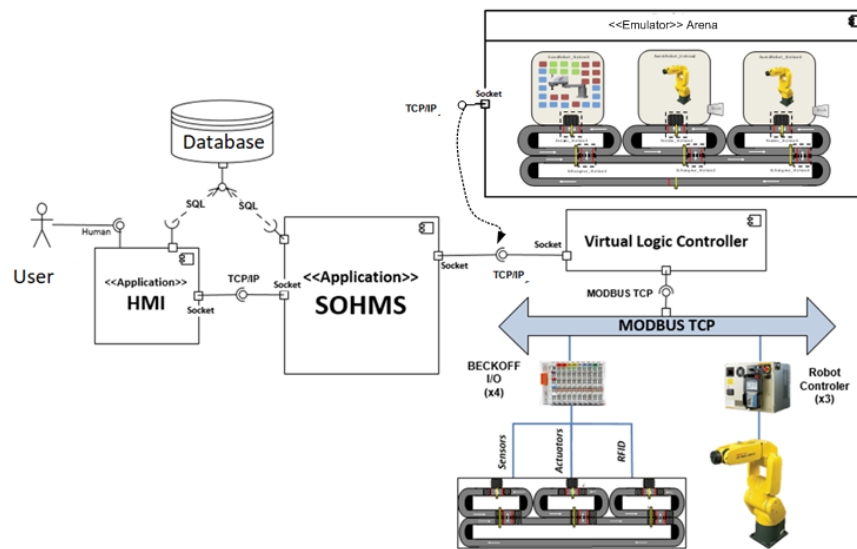 <<Emulator>> Arena
Socket
TCP/IP
Database
SQL
SQL
Human
User
<<Application>>
HMI
Socket
TCP/IP
Socket
<<Application>>
SOHMS
Socket
TCP/IP
Socket
Virtual Logic Controller
MODBUS TCP
MODBUS TCP
BECKOFF
I/O
(x4)
Robot
Controler
(x3)
Sensors
Actuators
RFID